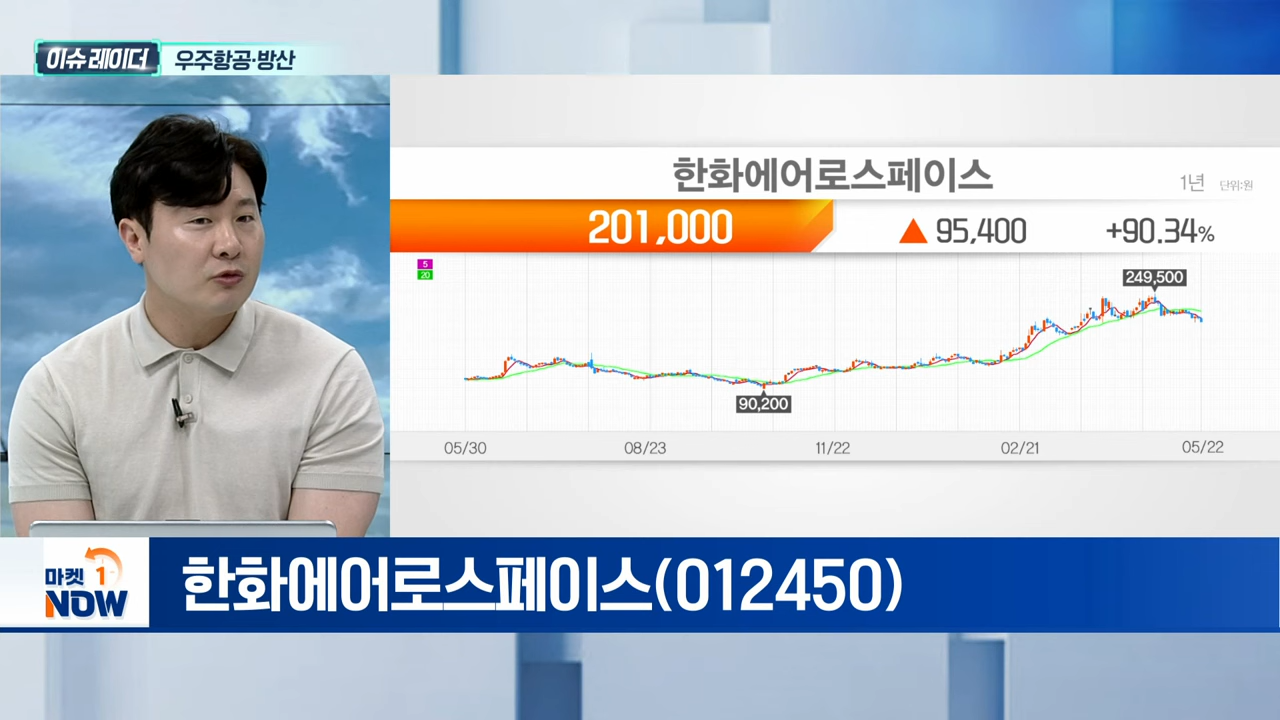 이슈 레이더 우주항공·방산
한화에어로스페이스
1년 단위:원
201,000 ▲ 95,400 +90.34%
5
20
249,500
90,200
05/30 08/23 11/22 02/21 05/22
마켓 1
NOW
한화에어로스페이스(012450)